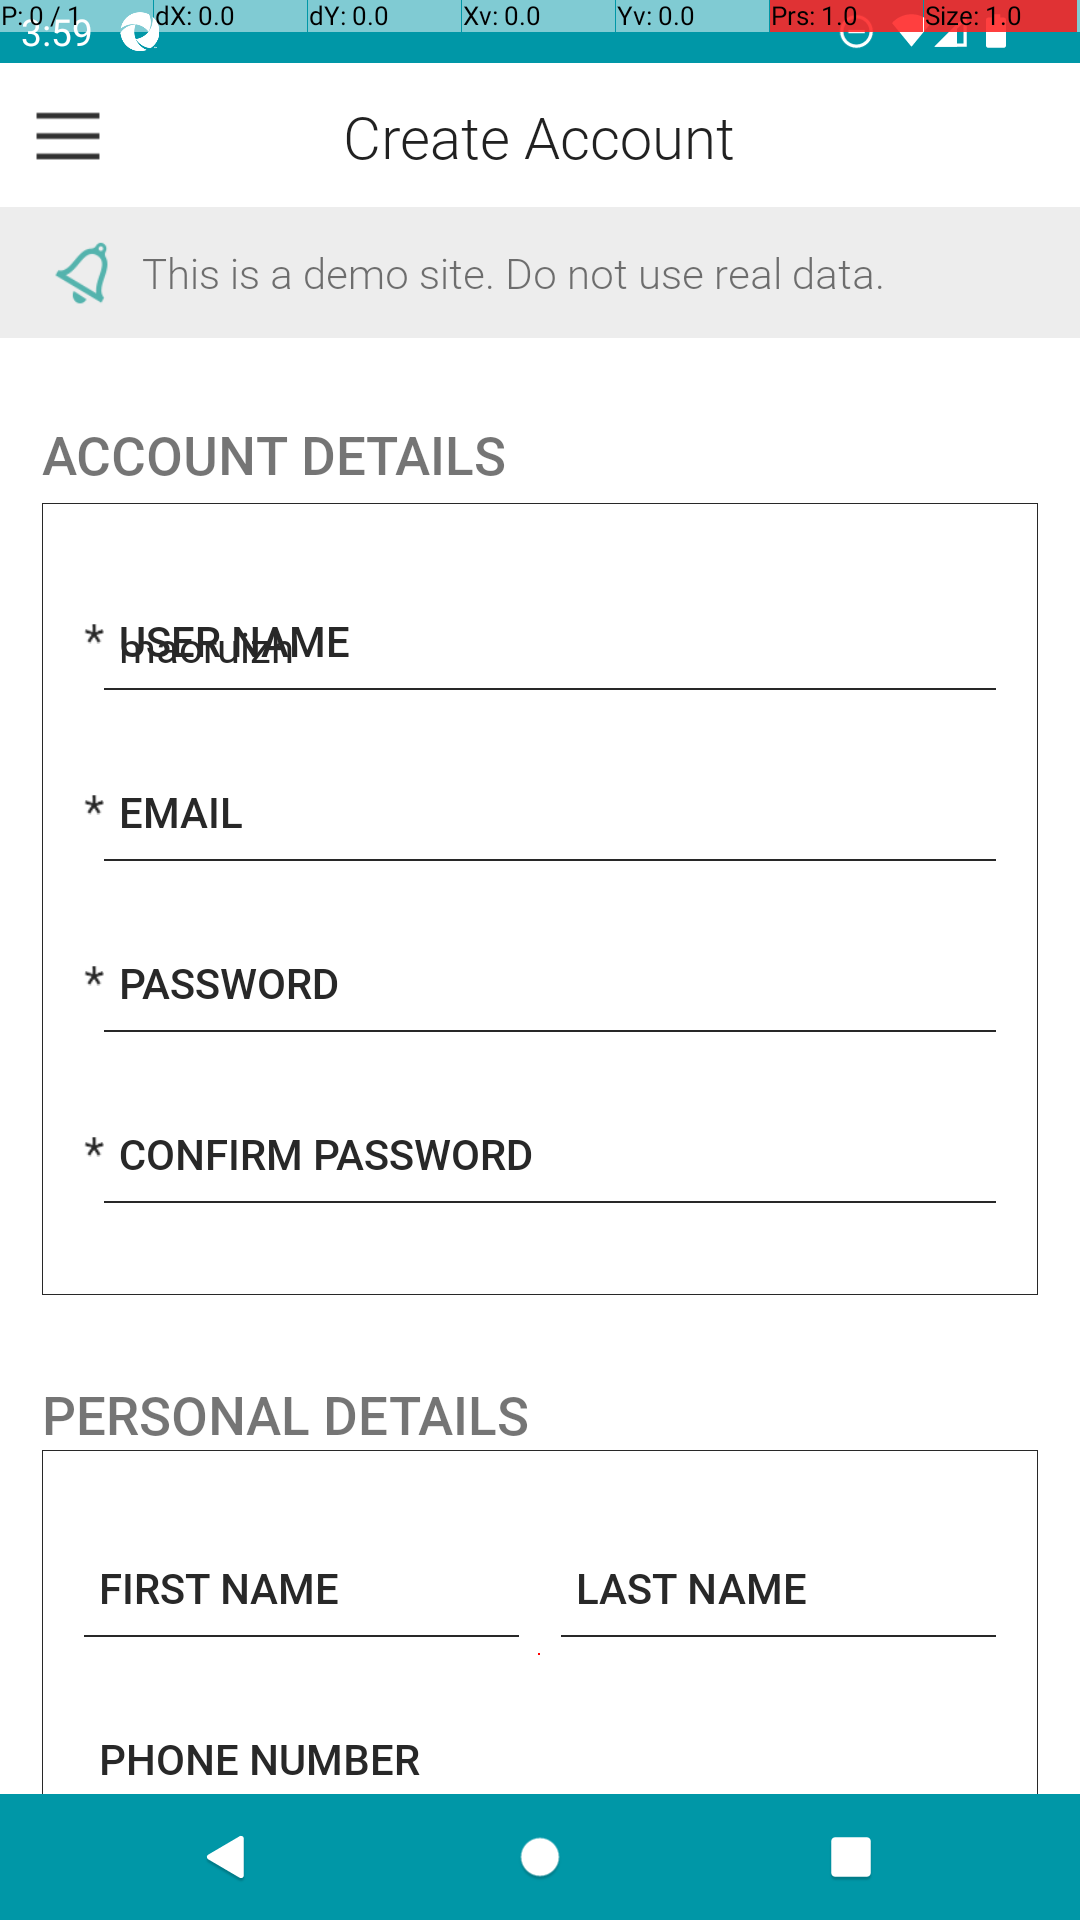 P: 0 / 1 dX: 0.0 dY: 0.0 Xv: 0.0 Yv: 0.0 Prs: 1.0 Size: 1.0
3:59
Create Account
This is a demo site. Do not use real data.
ACCOUNT DETAILS
* USER NAME
* EMAIL
* PASSWORD
* CONFIRM PASSWORD
PERSONAL DETAILS
FIRST NAME LAST NAME
PHONE NUMBER